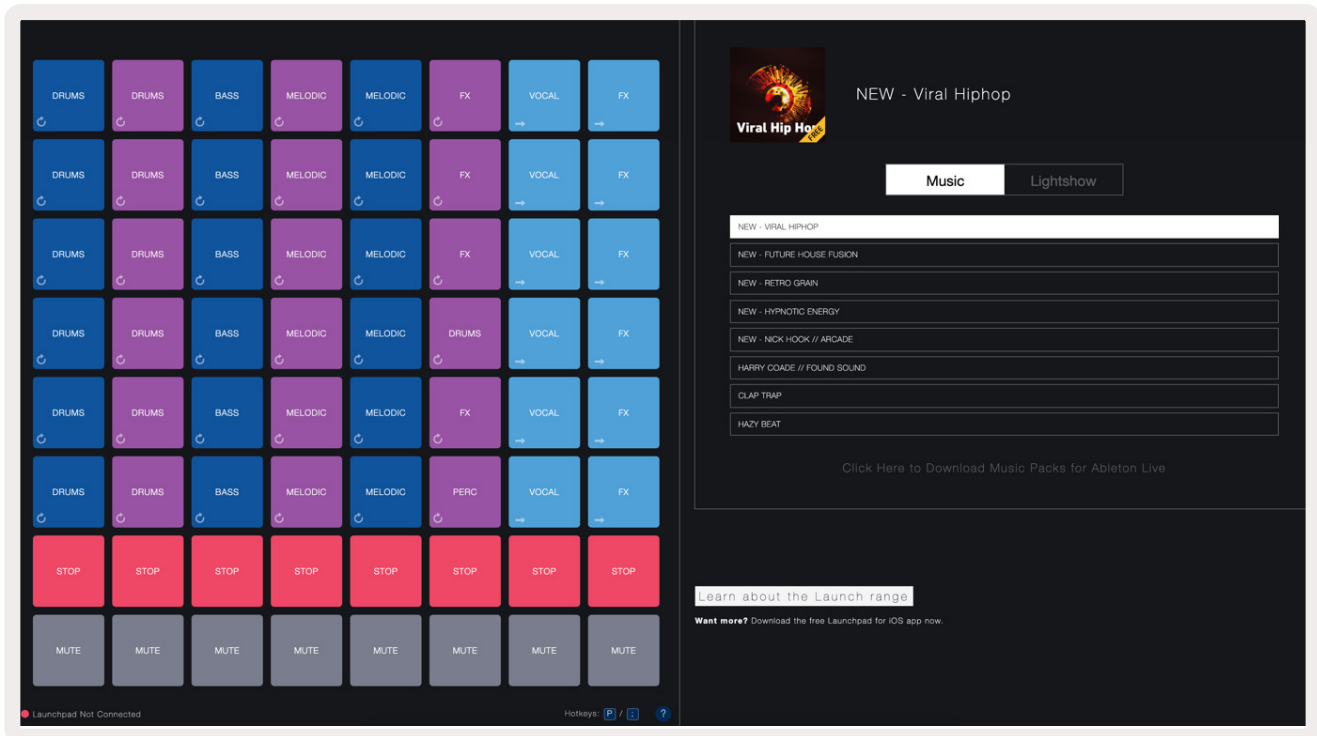 DRUMS DRUMS BASS MELODIC MELODIC FX VOCAL FX
DRUMS DRUMS BASS MELODIC MELODIC FX VOCAL FX
DRUMS DRUMS BASS MELODIC MELODIC FX VOCAL FX
DRUMS DRUMS BASS MELODIC MELODIC DRUMS VOCAL FX
DRUMS DRUMS BASS MELODIC MELODIC FX VOCAL FX
DRUMS DRUMS BASS MELODIC MELODIC PERC VOCAL FX
STOP STOP STOP STOP STOP STOP STOP STOP
MUTE MUTE MUTE MUTE MUTE MUTE MUTE MUTE
Launchpad Not Connected
Hotkeys: P / ; ?
Viral Hip Ho
FREE
NEW - Viral Hiphop
Music Lightshow
NEW - VIRAL HIPHOP
NEW - FUTURE HOUSE FUSION
NEW - RETRO GRAIN
NEW - HYPNOTIC ENERGY
NEW - NICK HOOK // ARCADE
HARRY COADE // FOUND SOUND
CLAP TRAP
HAZY BEAT
Click Here to Download Music Packs for Ableton Live
Learn about the Launch range
Want more? Download the free Launchpad for iOS app now.